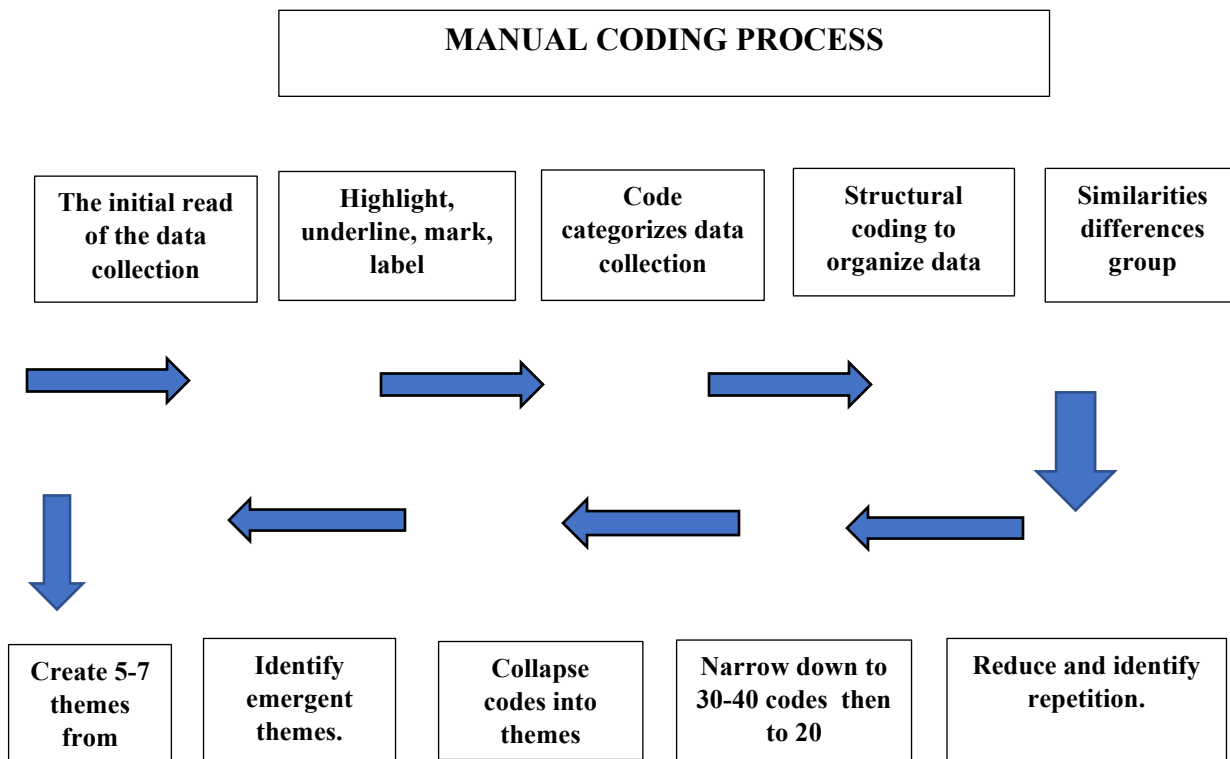 MANUAL CODING PROCESS
The initial read
of the data
collection
Highlight,
underline, mark,
label
Code
categorizes data
collection
Structural
coding to
organize data
Similarities
differences
group
Create 5-7
themes
from
Identify
emergent
themes.
Collapse
codes into
themes
Narrow down to
30-40 codes then
to 20
Reduce and identify
repetition.